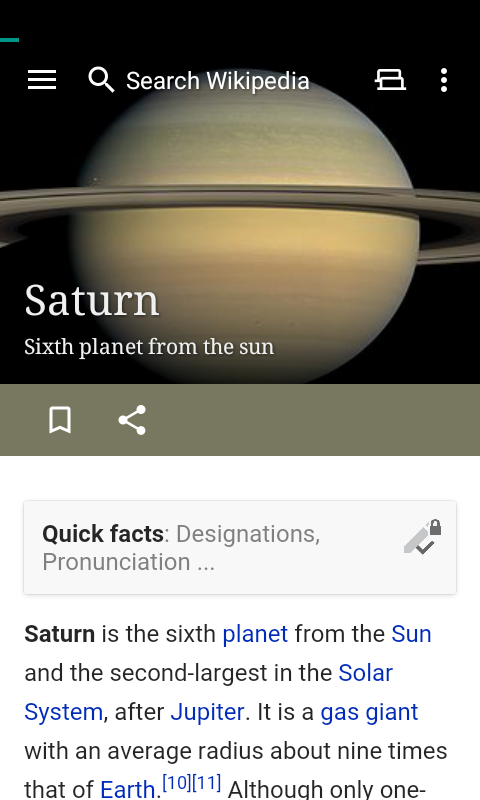 Search Wikipedia
Saturn
Sixth planet from the sun
Quick facts: Designations,
Pronunciation ...
Saturn is the sixth planet from the Sun
and the second-largest in the Solar
System, after Jupiter. It is a gas giant
with an average radius about nine times
that of Earth.[10][11] Although only one-